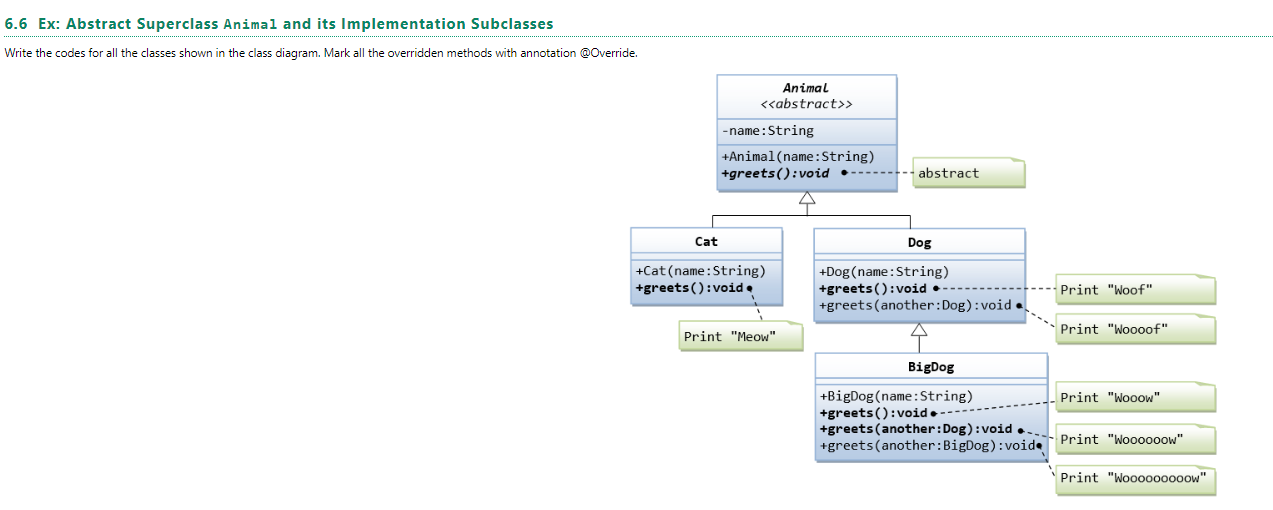 6.6 Ex: Abstract Superclass Animal and its Implementation Subclasses
Write the codes for all the classes shown in the class diagram. Mark all the overridden methods with annotation @Override.
Animal
<<abstract>>
-name:String
+Animal(name:String)
+greets():void
abstract
Cat
+Cat(name:String)
+greets():void
Print "Meow"
Dog
+Dog(name:String)
+greets():void
+greets(another:Dog):void
Print "Woof"
Print "Woooof"
BigDog
+BigDog(name:String)
+greets():void
+greets(another:Dog):void
+greets(another:BigDog):void
Print "Wooow"
Print "Woooooow"
Print "Wooooooooow"